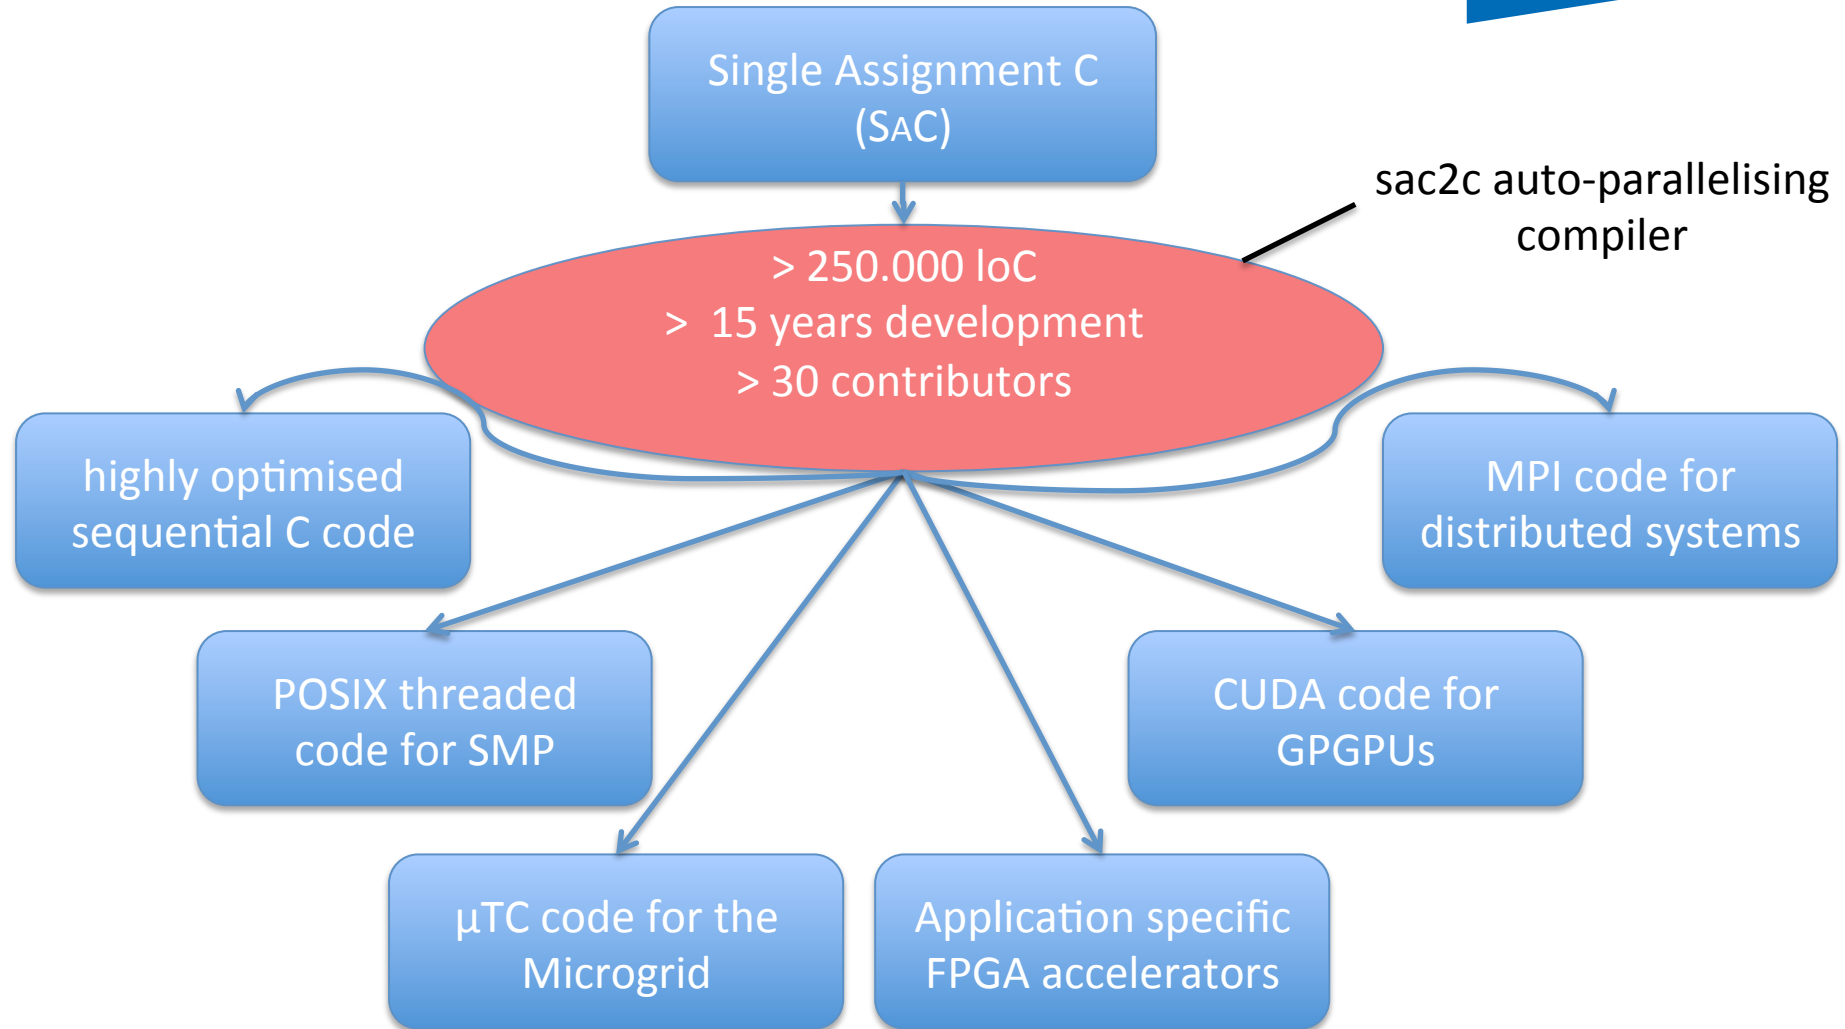 Single Assignment C
(SAC)
sac2c auto-parallelising
compiler
> 250.000 loC
> 15 years development
> 30 contributors
highly optimised
sequential C code
MPI code for
distributed systems
POSIX threaded
code for SMP
CUDA code for
GPGPUs
µTC code for the
Microgrid
Application specific
FPGA accelerators